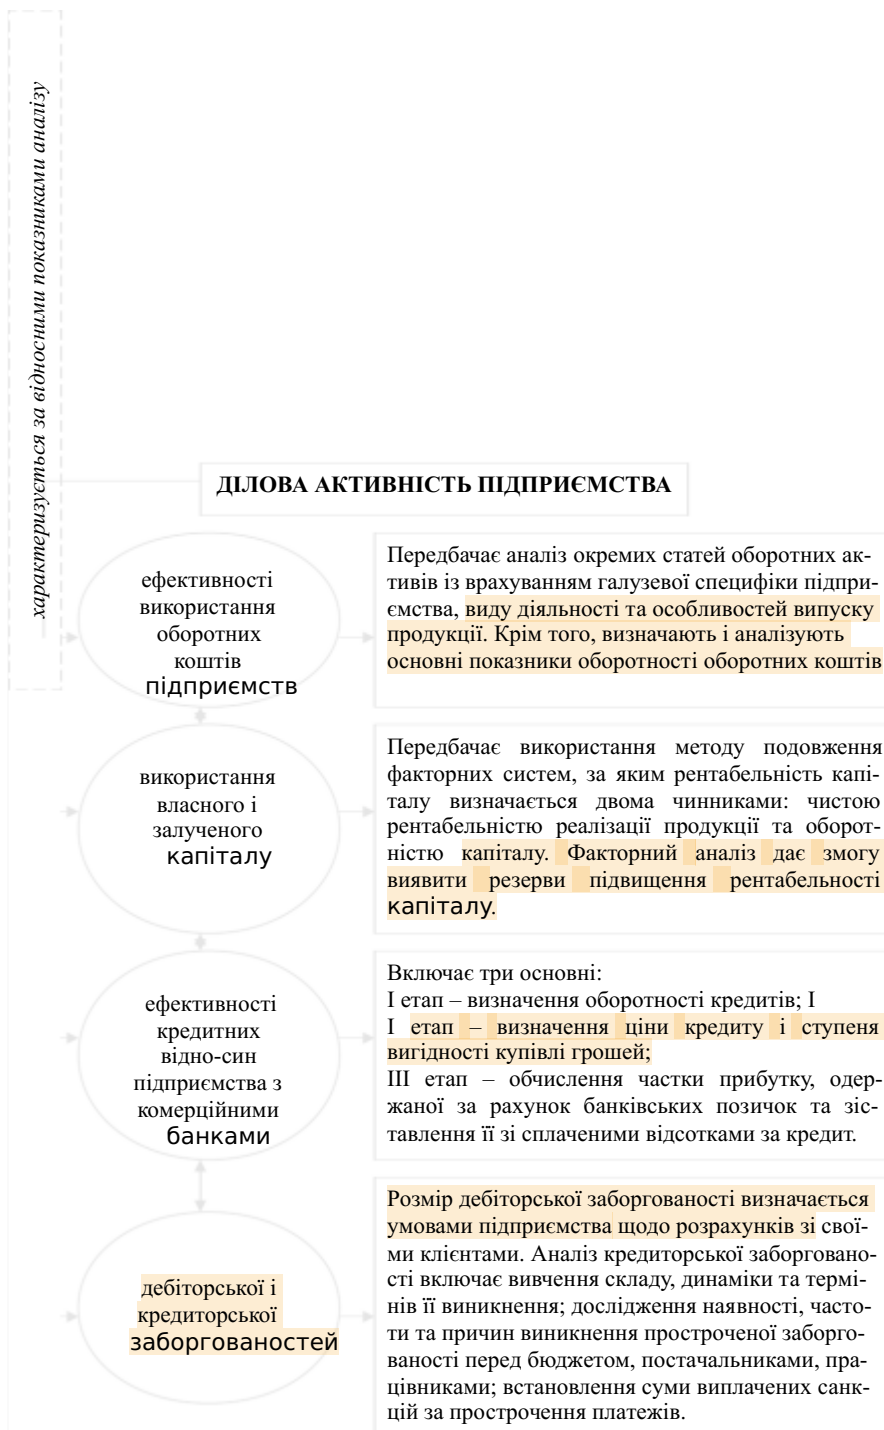 характеризується за відносними показниками аналізу
ДІЛОВА АКТИВНІСТЬ ПІДПРИЄМСТВА
ефективності
використання
оборотних
коштів
підприємств
Передбачає аналіз окремих статей оборотних ак-
тивів із врахуванням галузевої специфіки підпри-
ємства, виду діяльності та особливостей випуску
продукції. Крім того, визначають і аналізують
основні показники оборотності оборотних коштів
використання
власного і
залученого
капіталу
Передбачає використання методу подовження
факторних систем, за яким рентабельність капі-
талу визначається двома чинниками: чистою
рентабельністю реалізації продукції та оборот-
ністю капіталу. Факторний аналіз дає змогу
виявити резерви підвищення рентабельності
капіталу.
ефективності
кредитних
відно-син
підприємства з
комерційними
банками
Включає три основні:
І етап – визначення оборотності кредитів; І
І етап – визначення ціни кредиту і ступеня
вигідності купівлі грошей;
ІІІ етап – обчислення частки прибутку, одер-
жаної за рахунок банківських позичок та зіс-
тавлення її зі сплаченими відсотками за кредит.
дебіторської і
кредиторської
заборгованостей
Розмір дебіторської заборгованості визначається
умовами підприємства щодо розрахунків зі свої-
ми клієнтами. Аналіз кредиторської заборговано-
сті включає вивчення складу, динаміки та термі-
нів її виникнення; дослідження наявності, часто-
ти та причин виникнення простроченої заборго-
ваності перед бюджетом, постачальниками, пра-
цівниками; встановлення суми виплачених санк-
цій за прострочення платежів.